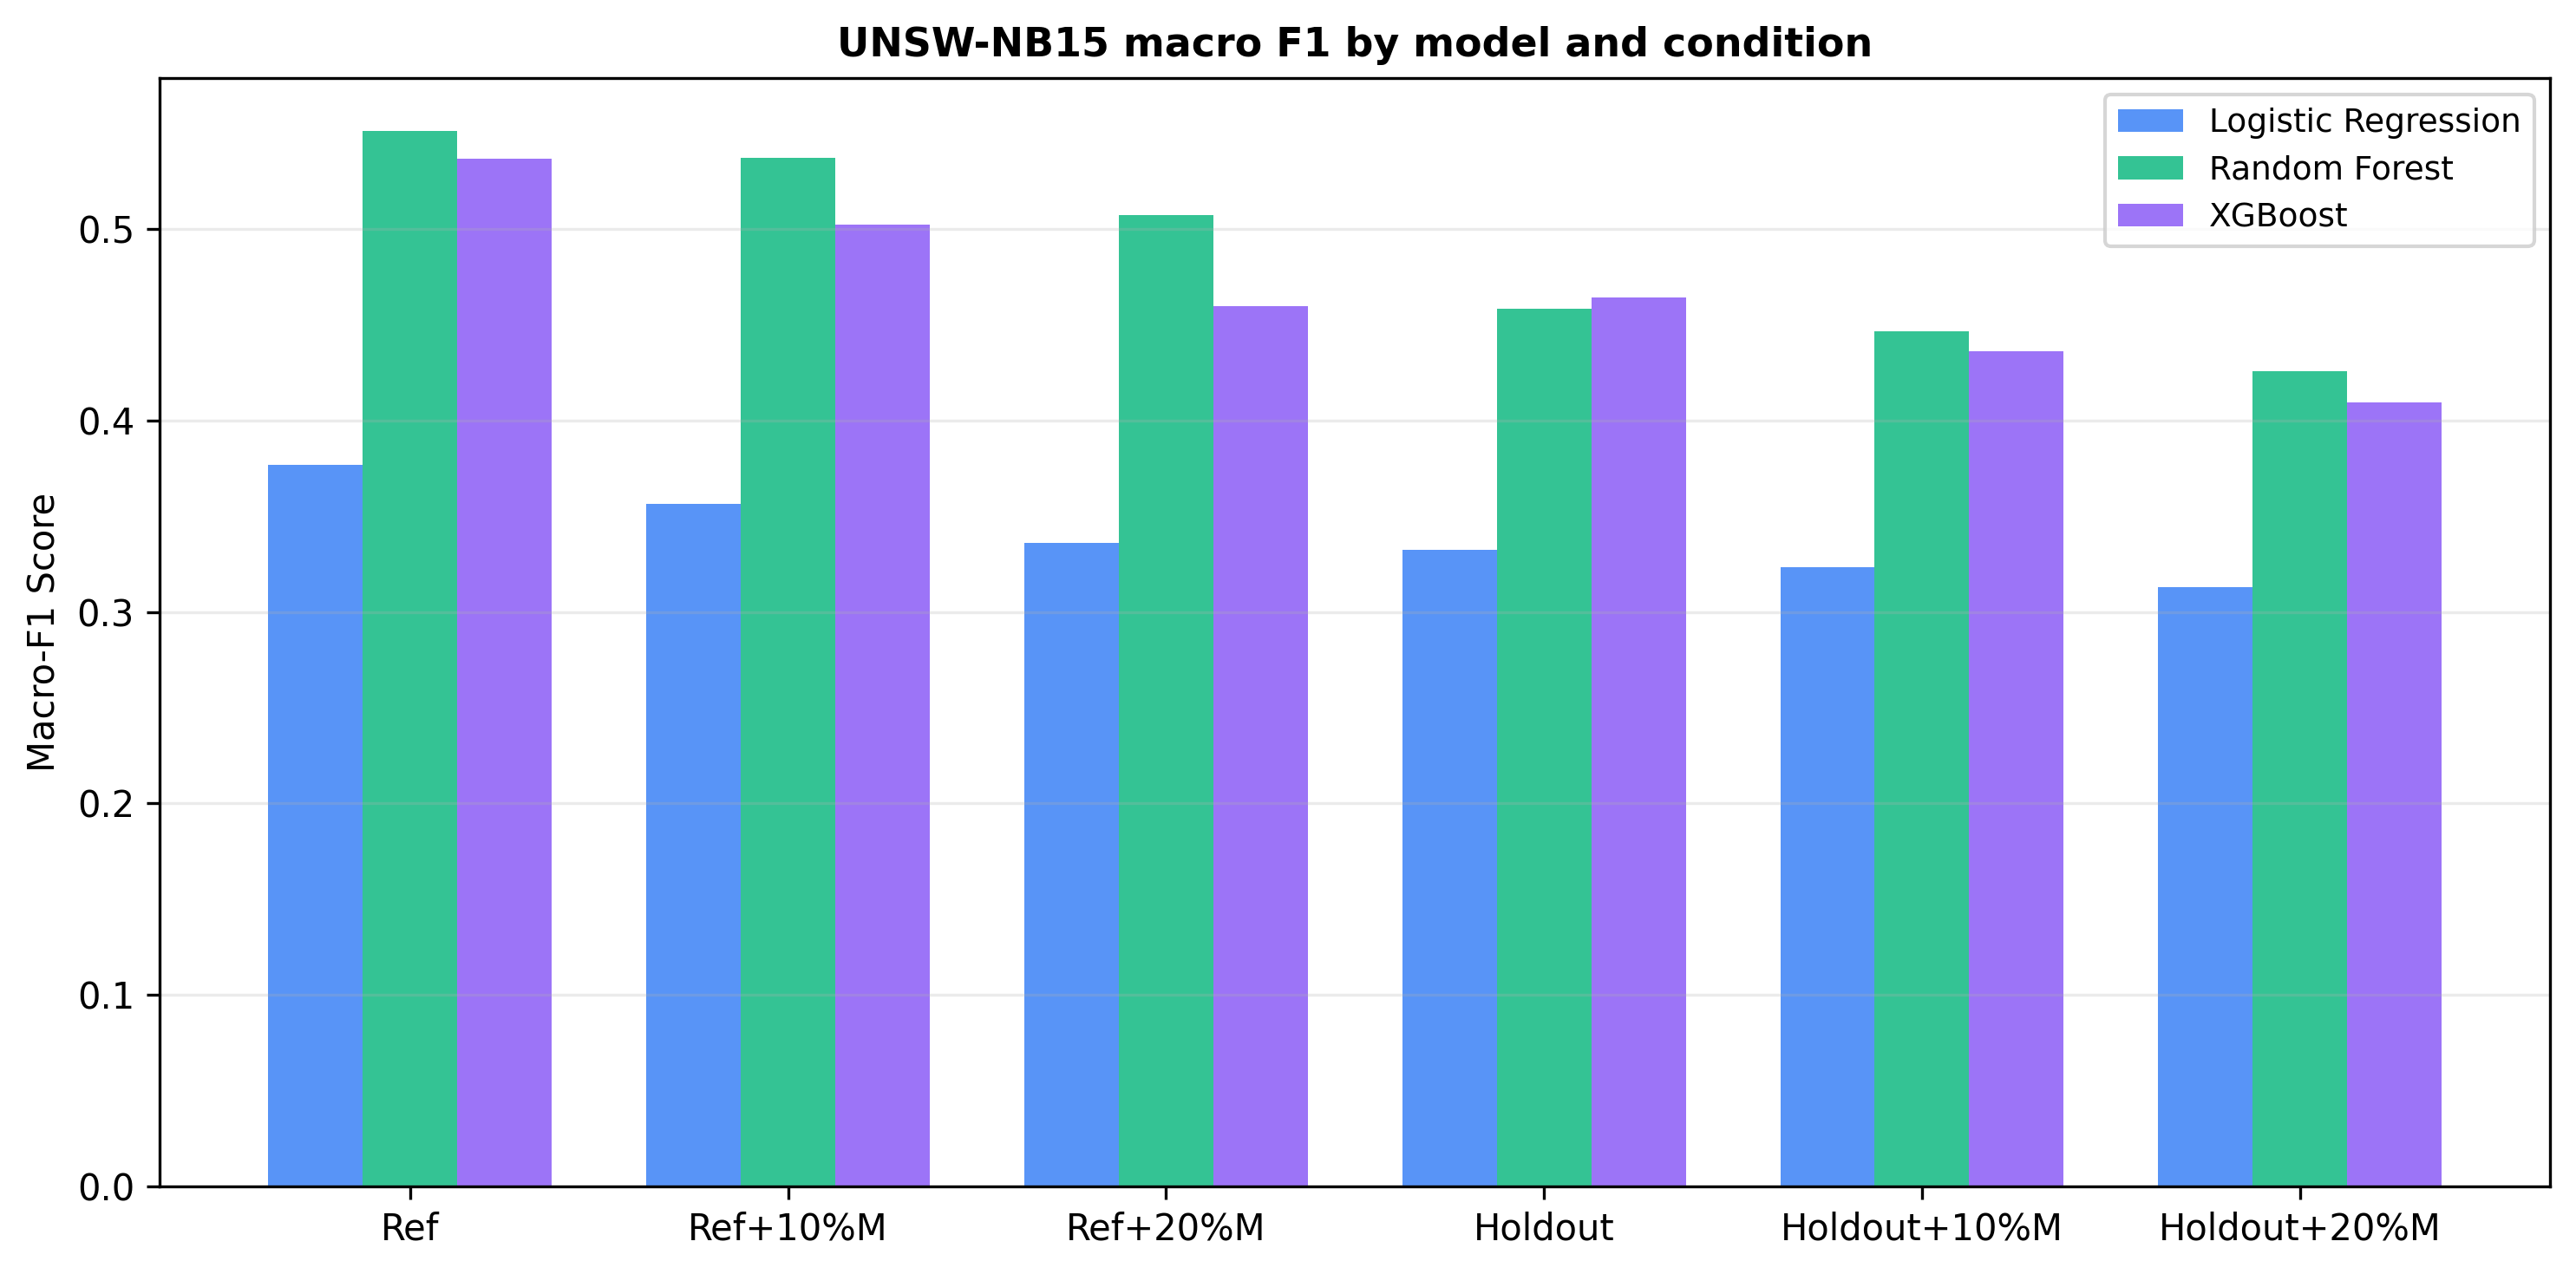 UNSW-NB15 macro F1 by model and condition
Logistic Regression
Random Forest
XGBoost
Macro-F1 Score
0.5
0.4
0.3
0.2
0.1
0.0
Ref
Ref+10%M
Ref+20%M
Holdout
Holdout+10%M
Holdout+20%M